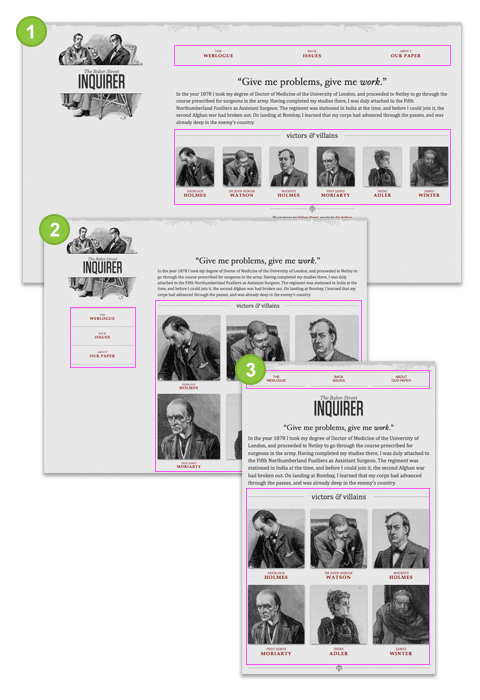 1
The Baker Street
INQUIRER
THE
WEBLOGUE
BACK
ISSUES
ABOUT
OUR PAPER
“Give me problems, give me work.”
In the year 1878 I took my degree of Doctor of Medicine of the University of London, and proceeded to Netley to go through the
course prescribed for surgeons in the army. Having completed my studies there, I was duly attached to the Fifth
Northumberland Fusiliers as Assistant Surgeon. The regiment was stationed in India at the time, and before I could join it, the
second Afghan war had broken out. On landing at Bombay, I learned that my corps had advanced through the passes, and was
already deep in the enemy's country.
victors & villains
SHERLOCK
HOLMES
DR JOHN HAMISH
WATSON
MYCROFT
HOLMES
PROF JAMES
MORIARTY
IRENE
ADLER
JAMES
WINTER
2
The Baker Street
INQUIRER
THE
WEBLOGUE
BACK
ISSUES
ABOUT
OUR PAPER
“Give me problems, give me work.”
In the year 1878 I took my degree of Doctor of Medicine of the University of London, and proceeded to Netley to
go through the course prescribed for surgeons in the army. Having completed my studies there, I was duly
attached to the Fifth Northumberland Fusiliers as Assistant Surgeon. The regiment was stationed in India at the
time, and before I could join it, the second Afghan war had broken out. On landing at Bombay, I learned that my
corps had advanced through the passes, and was already deep in the enemy's country.
victors & villains
SHERLOCK
HOLMES
PROF JAMES
MORIARTY
3
THE
WEBLOGUE
BACK
ISSUES
ABOUT
OUR PAPER
The Baker Street
INQUIRER
“Give me problems, give me work.”
In the year 1878 I took my degree of Doctor of Medicine of the University of
London, and proceeded to Netley to go through the course prescribed for
surgeons in the army. Having completed my studies there, I was duly attached to
the Fifth Northumberland Fusiliers as Assistant Surgeon. The regiment was
stationed in India at the time, and before I could join it, the second Afghan war
had broken out. On landing at Bombay, I learned that my corps had advanced
through the passes, and was already deep in the enemy's country.
victors & villains
SHERLOCK
HOLMES
DR JOHN HAMISH
WATSON
MYCROFT
HOLMES
PROF JAMES
MORIARTY
IRENE
ADLER
JAMES
WINTER